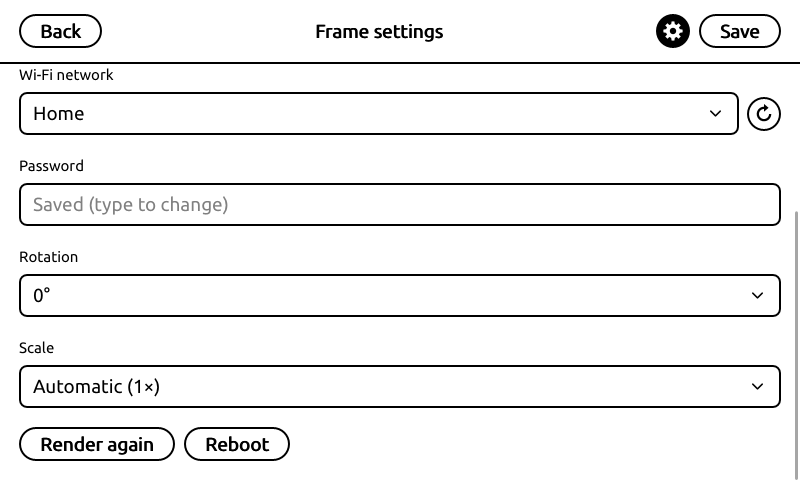 Back
Frame settings
Save
Wi-Fi network
Home
Password
Saved (type to change)
Rotation
0°
Scale
Automatic (1×)
Render again
Reboot